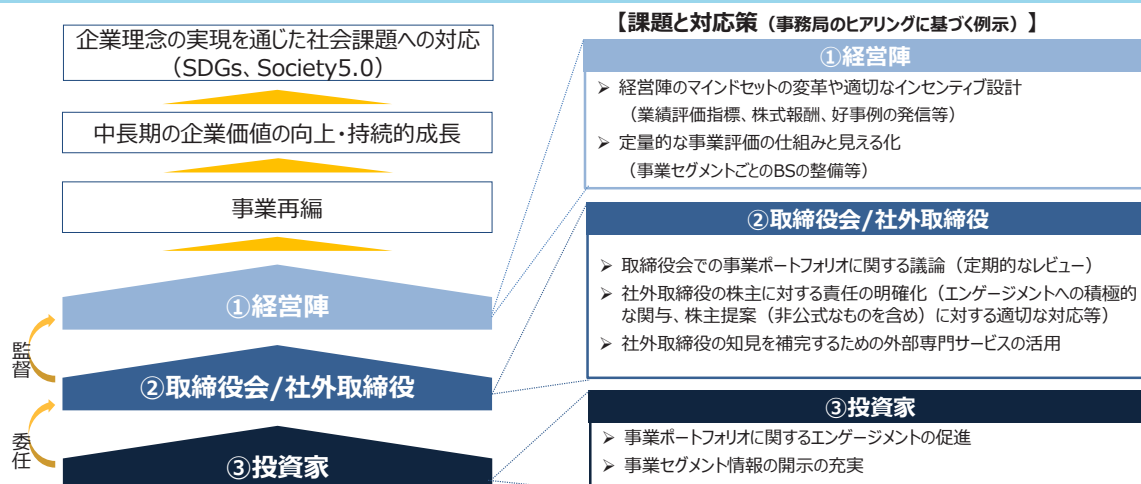 企業理念の実現を通じた社会課題への対応
（SDGs、Society5.0）
中長期の企業価値の向上・持続的成長
事業再編
①経営陣
監督
②取締役会/社外取締役
委任
③投資家
【課題と対応策（事務局のヒアリングに基づく例示）】
①経営陣
➢ 経営陣のマインドセットの変革や適切なインセンティブ設計
（業績評価指標、株式報酬、好事例の発信等）
➢ 定量的な事業評価の仕組みと見える化
（事業セグメントごとのBSの整備等）
②取締役会/社外取締役
➢ 取締役会での事業ポートフォリオに関する議論（定期的なレビュー）
➢ 社外取締役の株主に対する責任の明確化（エンゲージメントへの積極的
な関与、株主提案（非公式なものを含め）に対する適切な対応等）
➢ 社外取締役の知見を補完するための外部専門サービスの活用
③投資家
➢ 事業ポートフォリオに関するエンゲージメントの促進
➢ 事業セグメント情報の開示の充実